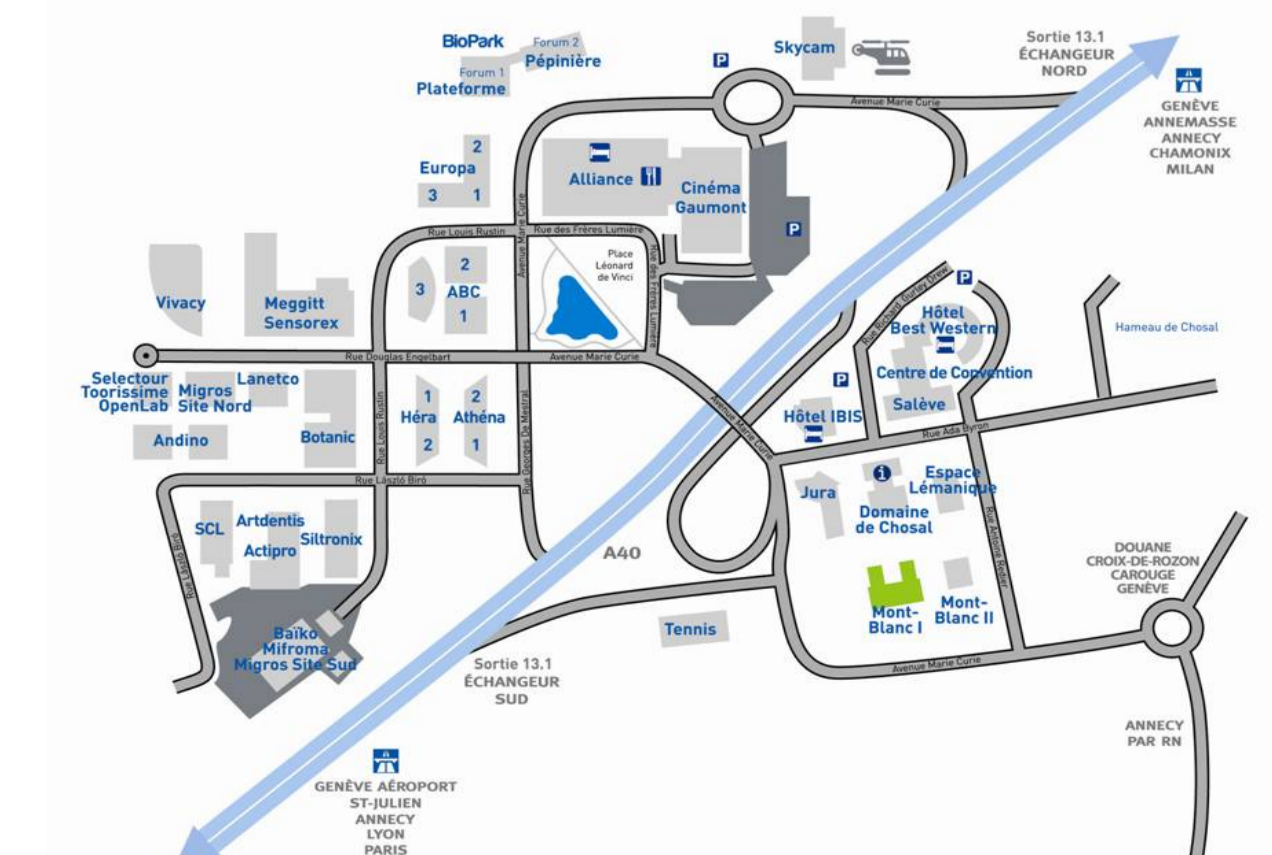 BioPark
Forum 2
Pépinière
Forum 1
Plateforme
P
Skycam
Sortie 13.1
ÉCHANGEUR
NORD
GENÈVE
ANNEMASSE
ANNECY
CHAMONIX
MILAN
Avenue Marie Curie
2
Europa
3 1
Alliance
Cinéma
Gaumont
P
Avenue Marie Curie
Rue Louis Rustin
Rue des Frères Lumière
Rue des Frères Lumière
Place
Léonard
de Vinci
Vivacy
Meggitt
Sensorex
2
3
ABC
1
Rue Richard Gurley Drew
P
Hôtel
Best Western
Hameau de Chosal
Rue Douglas Engelbart
Avenue Marie Curie
Centre de Convention
Selectour
Toorissime
OpenLab
Migros
Site Nord
Lanetco
Andino
Botanic
Rue Louis Rustin
1
Héra
2
2
Athéna
1
Rue Georges De Mestral
Avenue Marie Curie
P
Hôtel IBIS
Salève
Rue Ada Byron
Rue László Biró
Jura
i
Domaine
de Chosal
Espace
Lémanique
Rue Antoine Redier
SCL
Artdentis
Actipro
Siltronix
Rue László Biró
A40
DOUANE
CROIX-DE-ROZON
CAROUGE
GENÈVE
Mont-
Blanc I
Mont-
Blanc II
Baïko
Mifroma
Migros Site Sud
Tennis
Avenue Marie Curie
Sortie 13.1
ÉCHANGEUR
SUD
ANNECY
PAR RN
GENÈVE AÉROPORT
ST-JULIEN
ANNECY
LYON
PARIS